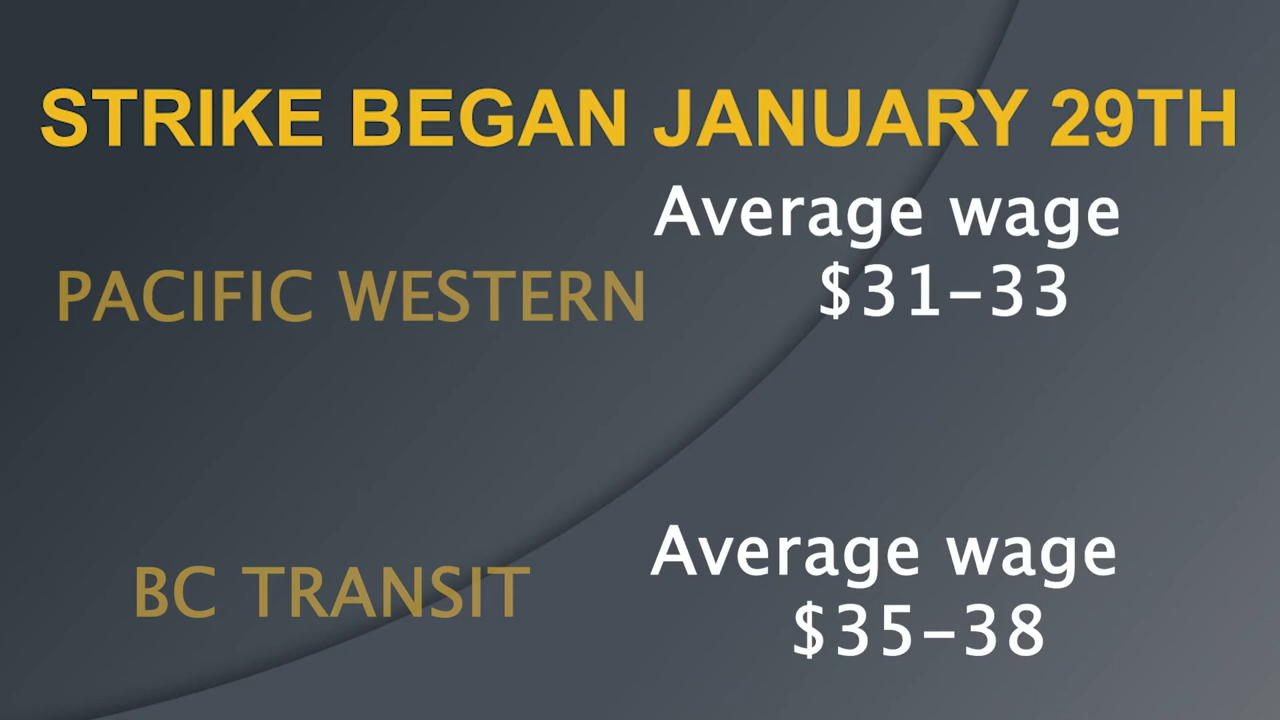 STRIKE BEGAN JANUARY 29TH
Average wage
PACIFIC WESTERN
$31-33
Average wage
BC TRANSIT
$35-38